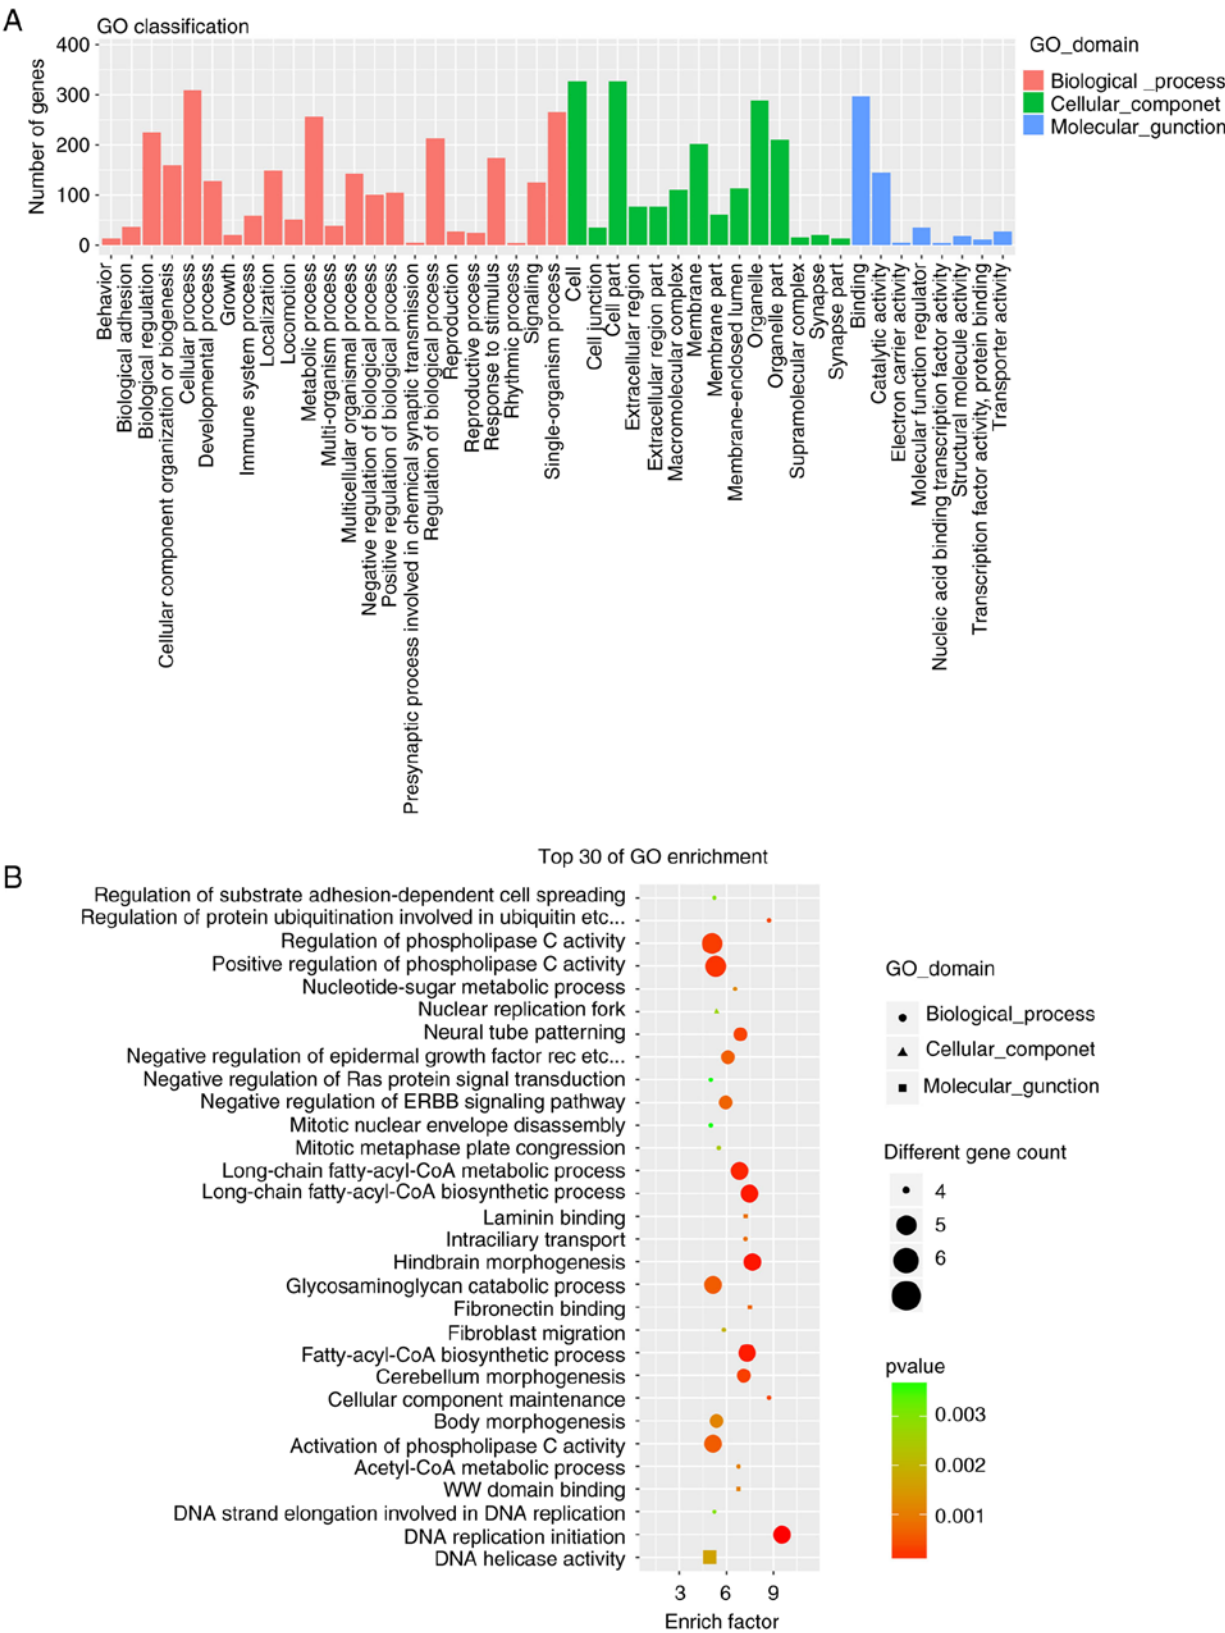 A
GO classification
400
300
200
100
0
Number of genes
GO_domain
Biological _process
Cellular_componet
Molecular_gunction
Behavior
Biological adhesion
Biological regulation
Cellular component organization or biogenesis
Cellular process
Developmental process
Growth
Immune system process
Localization
Locomotion
Metabolic process
Multi-organism process
Multicellular organismal process
Negative regulation of biological process
Positive regulation of biological process
Presynaptic process involved in chemical synaptic transmission
Regulation of biological process
Reproduction
Reproductive process
Response to stimulus
Rhythmic process
Signaling
Single-organism process
Cell
Cell junction
Cell part
Extracellular region
Extracellular region part
Macromolecular complex
Membrane
Membrane part
Membrane-enclosed lumen
Organelle
Organelle part
Supramolecular complex
Synapse
Synapse part
Binding
Catalytic activity
Electron carrier activity
Molecular function regulator
Nucleic acid binding transcription factor activity
Structural molecule activity
Transcription factor activity, protein binding
Transporter activity
B
Top 30 of GO enrichment
Regulation of substrate adhesion-dependent cell spreading
Regulation of protein ubiquitination involved in ubiquitin etc...
Regulation of phospholipase C activity
Positive regulation of phospholipase C activity
Nucleotide-sugar metabolic process
Nuclear replication fork
Neural tube patterning
Negative regulation of epidermal growth factor rec etc...
Negative regulation of Ras protein signal transduction
Negative regulation of ERBB signaling pathway
Mitotic nuclear envelope disassembly
Mitotic metaphase plate congression
Long-chain fatty-acyl-CoA metabolic process
Long-chain fatty-acyl-CoA biosynthetic process
Laminin binding
Intraciliary transport
Hindbrain morphogenesis
Glycosaminoglycan catabolic process
Fibronectin binding
Fibroblast migration
Fatty-acyl-CoA biosynthetic process
Cerebellum morphogenesis
Cellular component maintenance
Body morphogenesis
Activation of phospholipase C activity
Acetyl-CoA metabolic process
WW domain binding
DNA strand elongation involved in DNA replication
DNA replication initiation
DNA helicase activity
3 6 9
Enrich factor
GO_domain
Biological_process
Cellular_componet
Molecular_gunction
Different gene count
4
5
6
pvalue
0.003
0.002
0.001